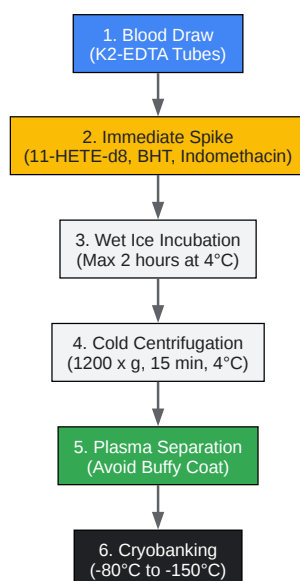 1. Blood Draw
(K2-EDTA Tubes)
2. Immediate Spike
(11-HETE-d8, BHT, Indomethacin)
3. Wet Ice Incubation
(Max 2 hours at 4°C)
4. Cold Centrifugation
(1200 x g, 15 min, 4°C)
5. Plasma Separation
(Avoid Buffy Coat)
6. Cryobanking
(-80°C to -150°C)